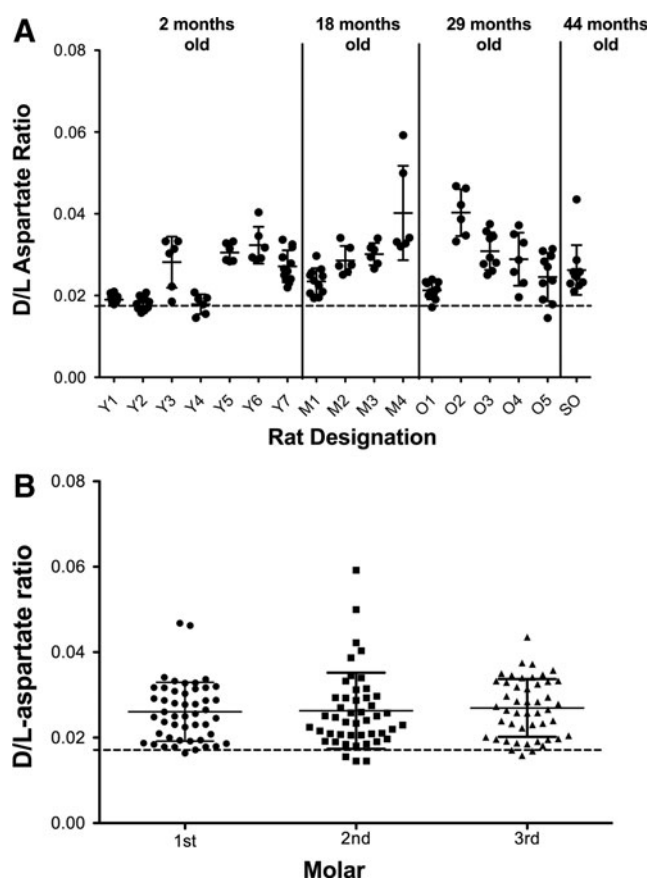 A
2 months old
18 months old
29 months old
44 months old
D/L Aspartate Ratio
0.08
0.06
0.04
0.02
0.00
Y1 Y2 Y3 Y4 Y5 Y6 Y7 M1 M2 M3 M4 O1 O2 O3 O4 O5 SO
Rat Designation
B
D/L-aspartate ratio
0.08
0.06
0.04
0.02
0.00
1st 2nd 3rd
Molar